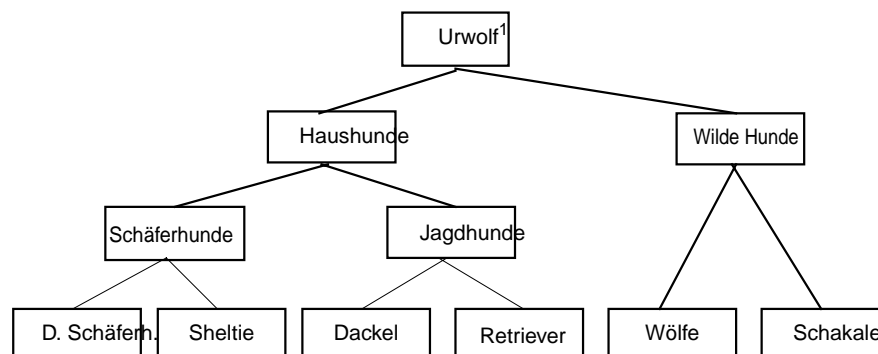 Urwolf¹
Haushunde
Wilde Hunde
Schäferhunde
Jagdhunde
D. Schäferh.
Sheltie
Dackel
Retriever
Wölfe
Schakale